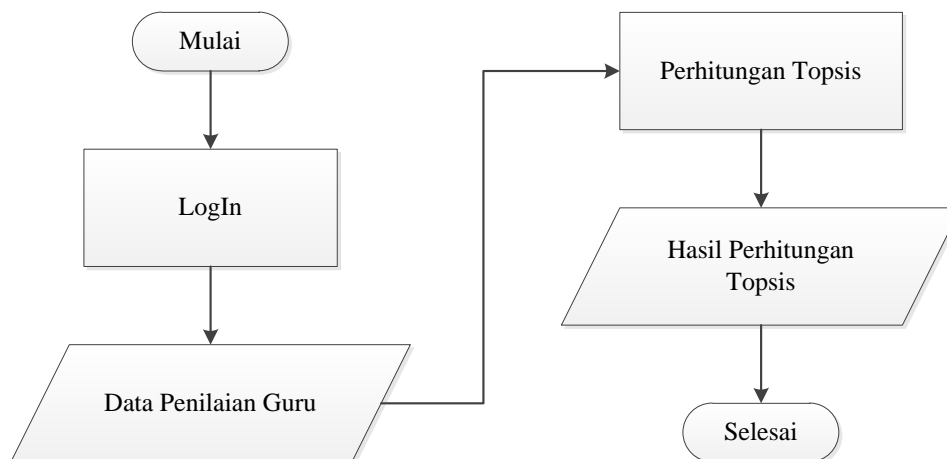 Mulai
LogIn
Data Penilaian Guru
Perhitungan Topsis
Hasil Perhitungan
Topsis
Selesai